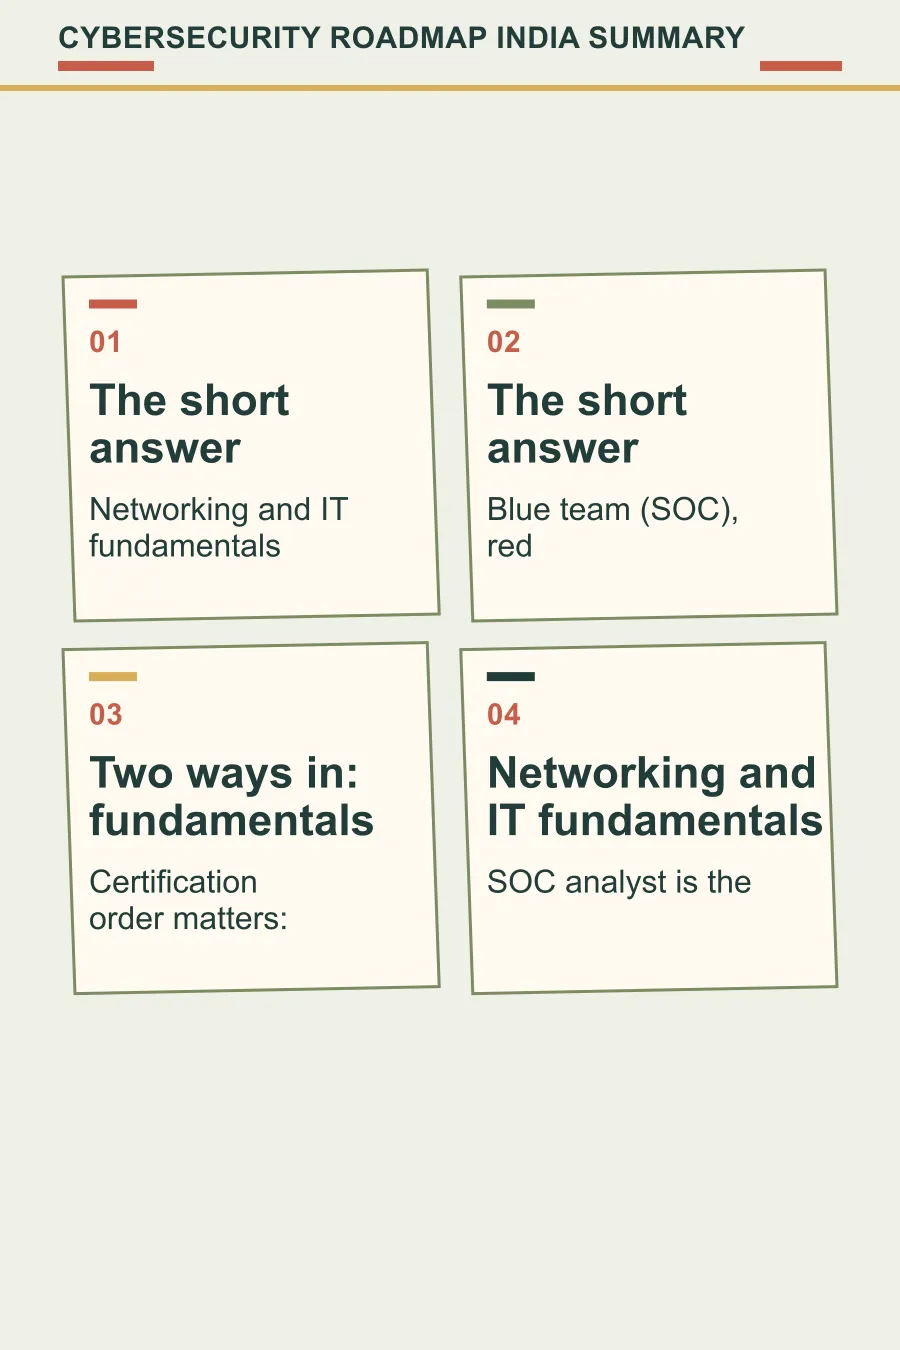 CYBERSECURITY ROADMAP INDIA SUMMARY
01
The short
answer
Networking and IT
fundamentals
02
The short
answer
Blue team (SOC),
red
03
Two ways in:
fundamentals
Certification
order matters:
04
Networking and
IT fundamentals
SOC analyst is the